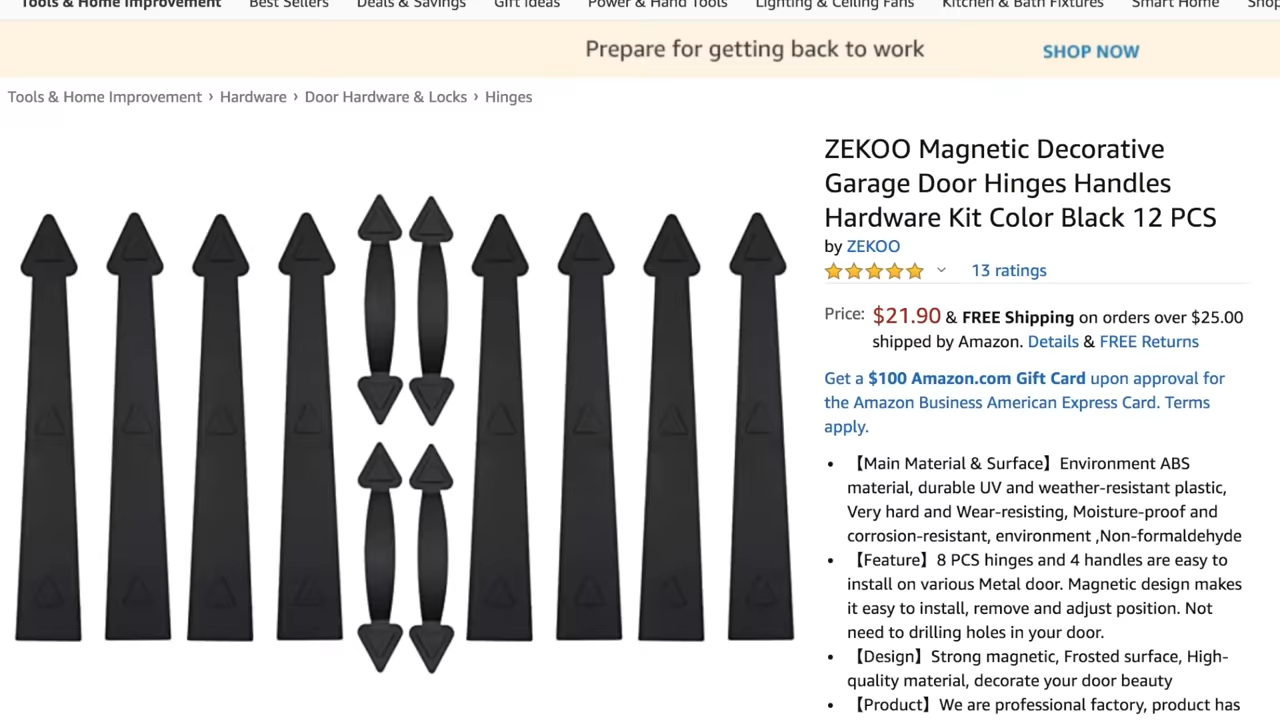 Tools & Home Improvement Best Sellers Deals & Savings Gift Ideas Power & Hand Tools Lighting & Ceiling Fans Kitchen & Bath Fixtures Smart Home Shop
Prepare for getting back to work SHOP NOW
Tools & Home Improvement › Hardware › Door Hardware & Locks › Hinges
ZEKOO Magnetic Decorative
Garage Door Hinges Handles
Hardware Kit Color Black 12 PCS
by ZEKOO
13 ratings
Price: $21.90 & FREE Shipping on orders over $25.00
shipped by Amazon. Details & FREE Returns
Get a $100 Amazon.com Gift Card upon approval for
the Amazon Business American Express Card. Terms
apply.
• 【Main Material & Surface】Environment ABS
material, durable UV and weather-resistant plastic,
Very hard and Wear-resisting, Moisture-proof and
corrosion-resistant, environment ,Non-formaldehyde
• 【Feature】8 PCS hinges and 4 handles are easy to
install on various Metal door. Magnetic design makes
it easy to install, remove and adjust position. Not
need to drilling holes in your door.
• 【Design】Strong magnetic, Frosted surface, High-
quality material, decorate your door beauty
• 【Product】We are professional factory, product has